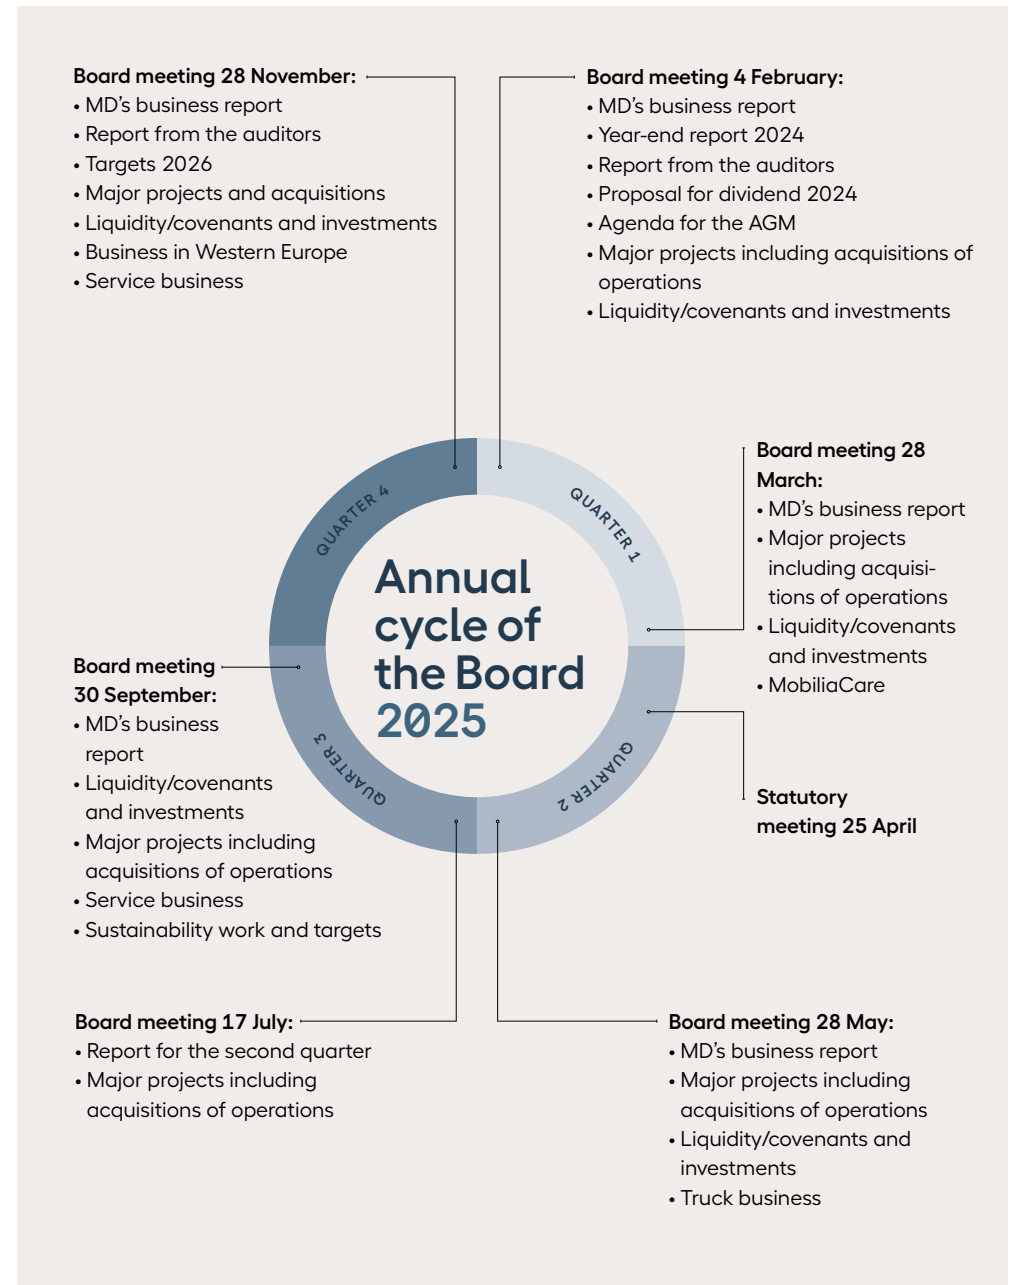 Board meeting 28 November:
• MD’s business report
• Report from the auditors
• Targets 2026
• Major projects and acquisitions
• Liquidity/covenants and investments
• Business in Western Europe
• Service business
Board meeting 4 February:
• MD’s business report
• Year-end report 2024
• Report from the auditors
• Proposal for dividend 2024
• Agenda for the AGM
• Major projects including acquisitions of
operations
• Liquidity/covenants and investments
Board meeting 28
March:
• MD’s business report
• Major projects
including acquisi-
tions of operations
• Liquidity/covenants
and investments
• MobiliaCare
QUARTER 4
QUARTER 1
Annual
cycle of
the Board
2025
QUARTER 3
QUARTER 2
Board meeting
30 September:
• MD’s business
report
• Liquidity/covenants
and investments
• Major projects including
acquisitions of operations
• Service business
• Sustainability work and targets
Statutory
meeting 25 April
Board meeting 17 July:
• Report for the second quarter
• Major projects including
acquisitions of operations
Board meeting 28 May:
• MD’s business report
• Major projects including
acquisitions of operations
• Liquidity/covenants and
investments
• Truck business